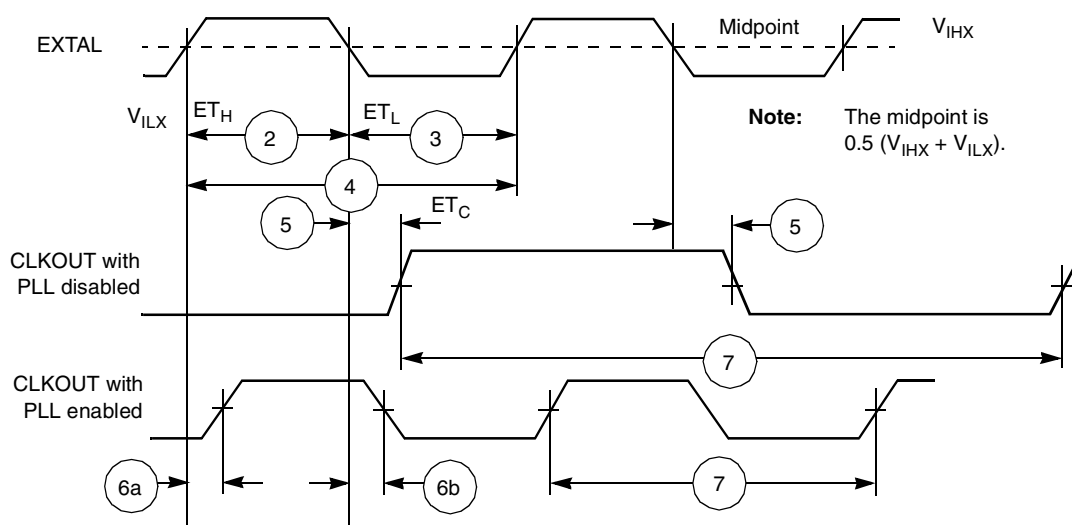 EXTAL
Midpoint
V_IHX
V_ILX
ET_H
ET_L
2
3
Note: The midpoint is
0.5 (V_IHX + V_ILX).
4
5
ET_C
5
CLKOUT with
PLL disabled
7
CLKOUT with
PLL enabled
6a
6b
7